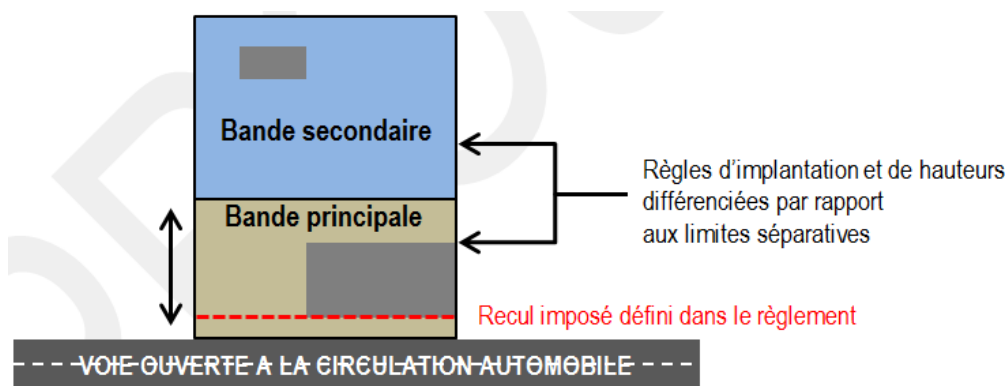 Bande secondaire
Bande principale
Règles d'implantation et de hauteurs
différenciées par rapport
aux limites séparatives
Recul imposé défini dans le règlement
VOIE OUVERTE A LA CIRCULATION AUTOMOBILE